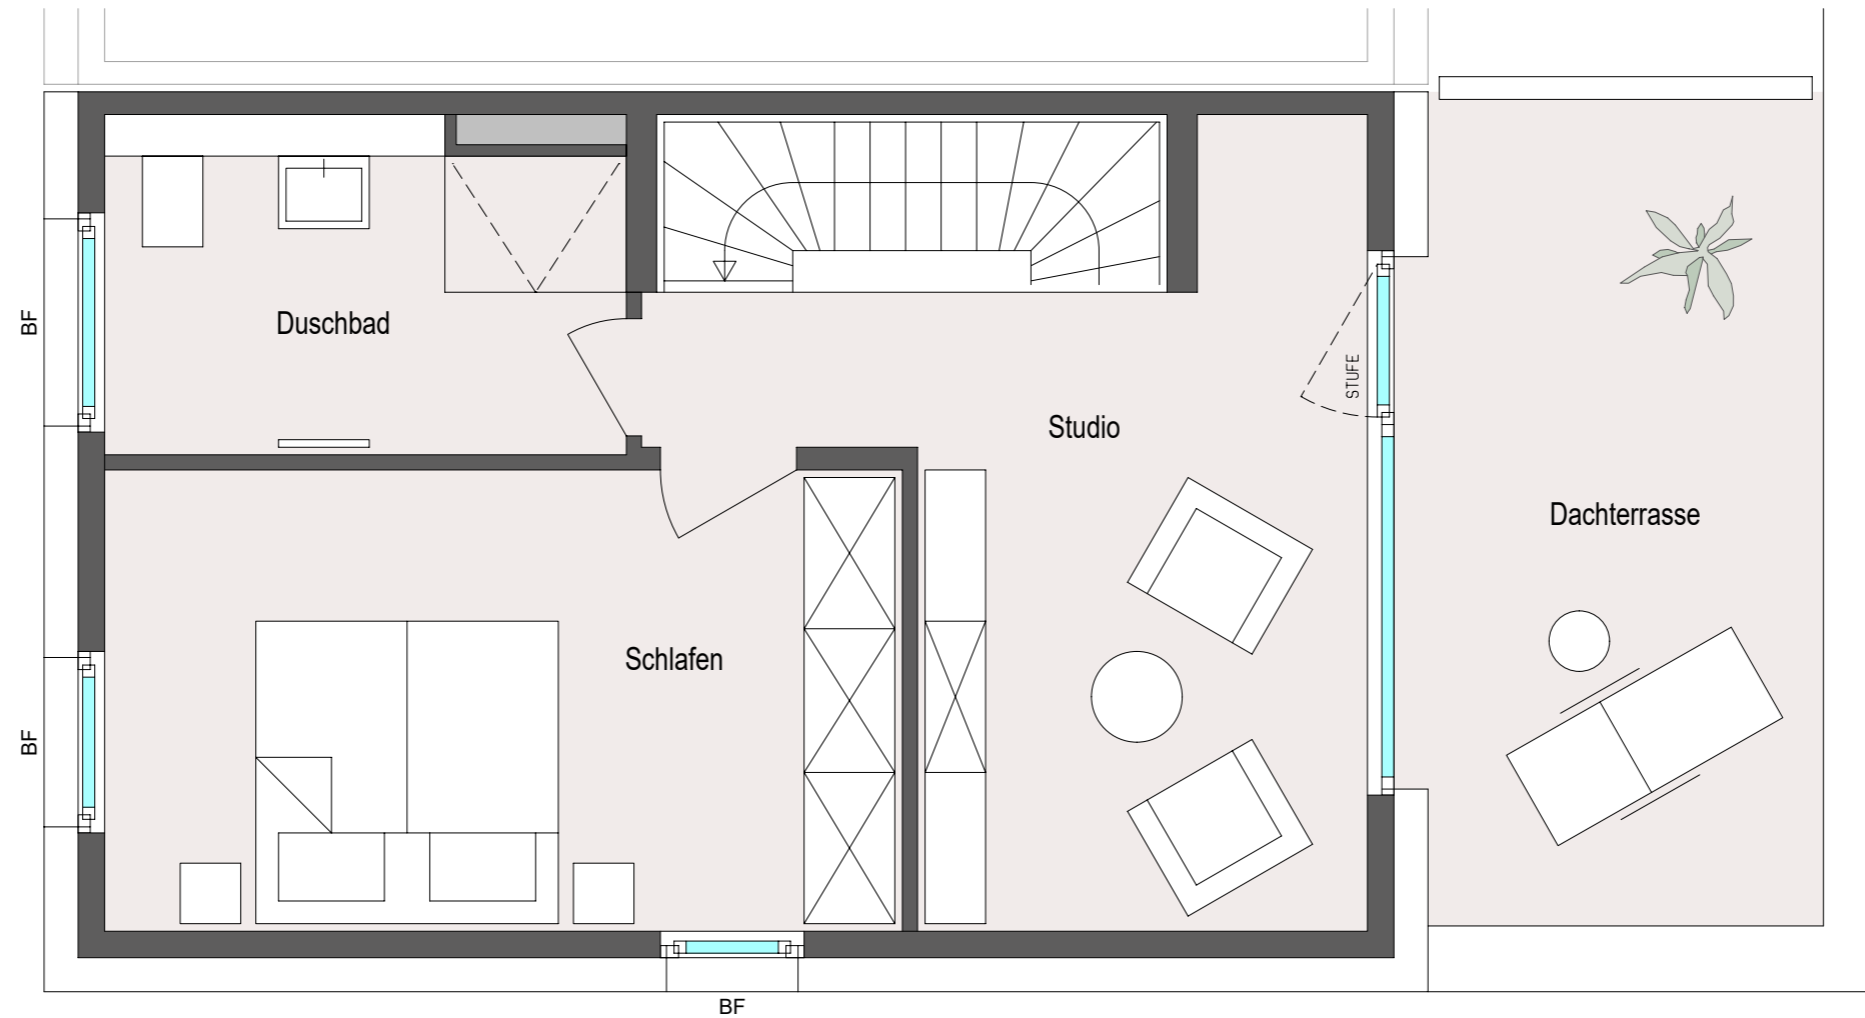 Duschbad
BF
STUFE
Studio
Dachterrasse
Schlafen
BF
BF